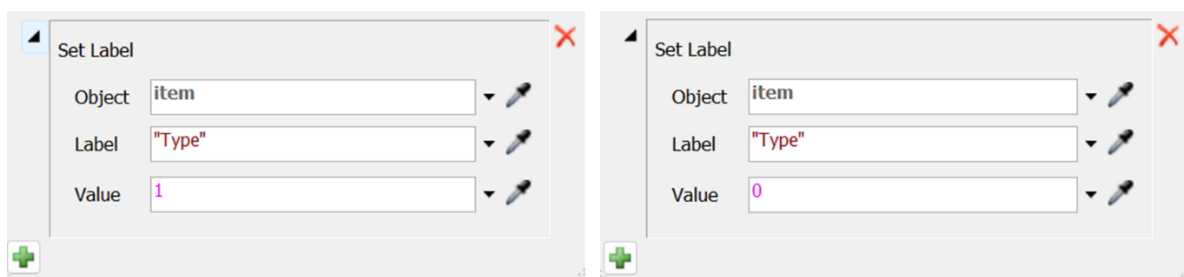 Set Label
Object item
Label "Type"
Value 1
Set Label
Object item
Label "Type"
Value 0